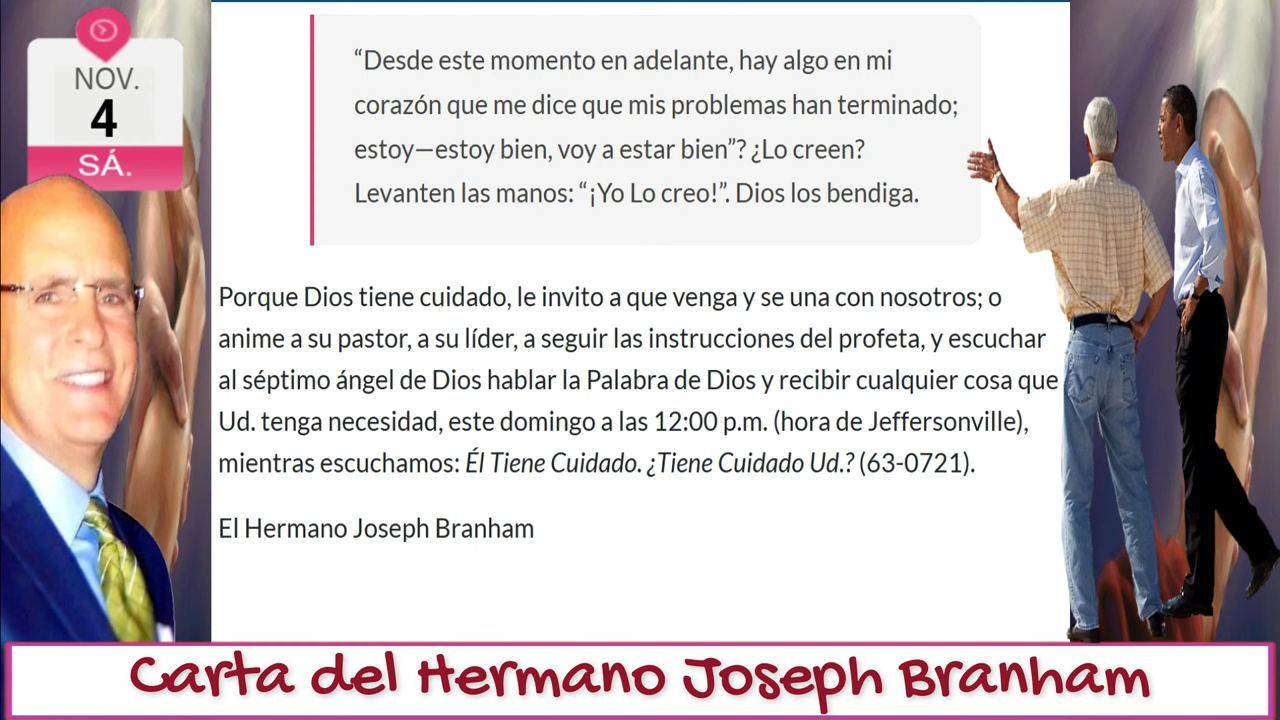 NOV.
4
SÁ.
“Desde este momento en adelante, hay algo en mi
corazón que me dice que mis problemas han terminado;
estoy—estoy bien, voy a estar bien”? ¿Lo creen?
Levanten las manos: “¡Yo Lo creo!”. Dios los bendiga.
Porque Dios tiene cuidado, le invito a que venga y se una con nosotros; o
anime a su pastor, a su líder, a seguir las instrucciones del profeta, y escuchar
al séptimo ángel de Dios hablar la Palabra de Dios y recibir cualquier cosa que
Ud. tenga necesidad, este domingo a las 12:00 p.m. (hora de Jeffersonville),
mientras escuchamos: Él Tiene Cuidado. ¿Tiene Cuidado Ud.? (63-0721).
El Hermano Joseph Branham
Carta del Hermano Joseph Branham